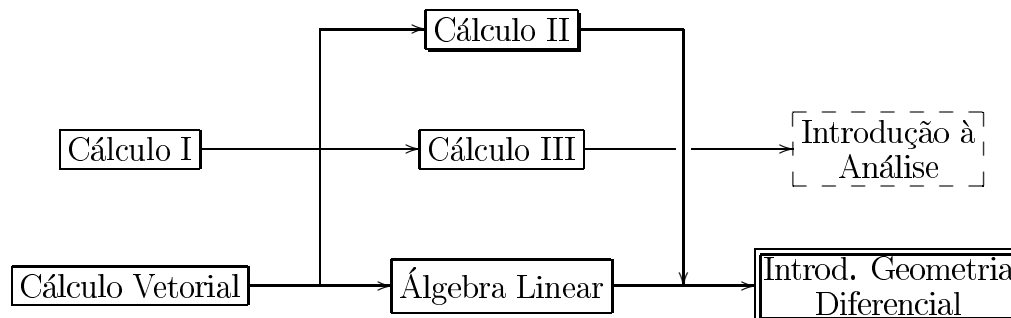 Cálculo II
Cálculo I
Cálculo III
Introdução à
Análise
Cálculo Vetorial
Álgebra Linear
Introd. Geometria
Diferencial